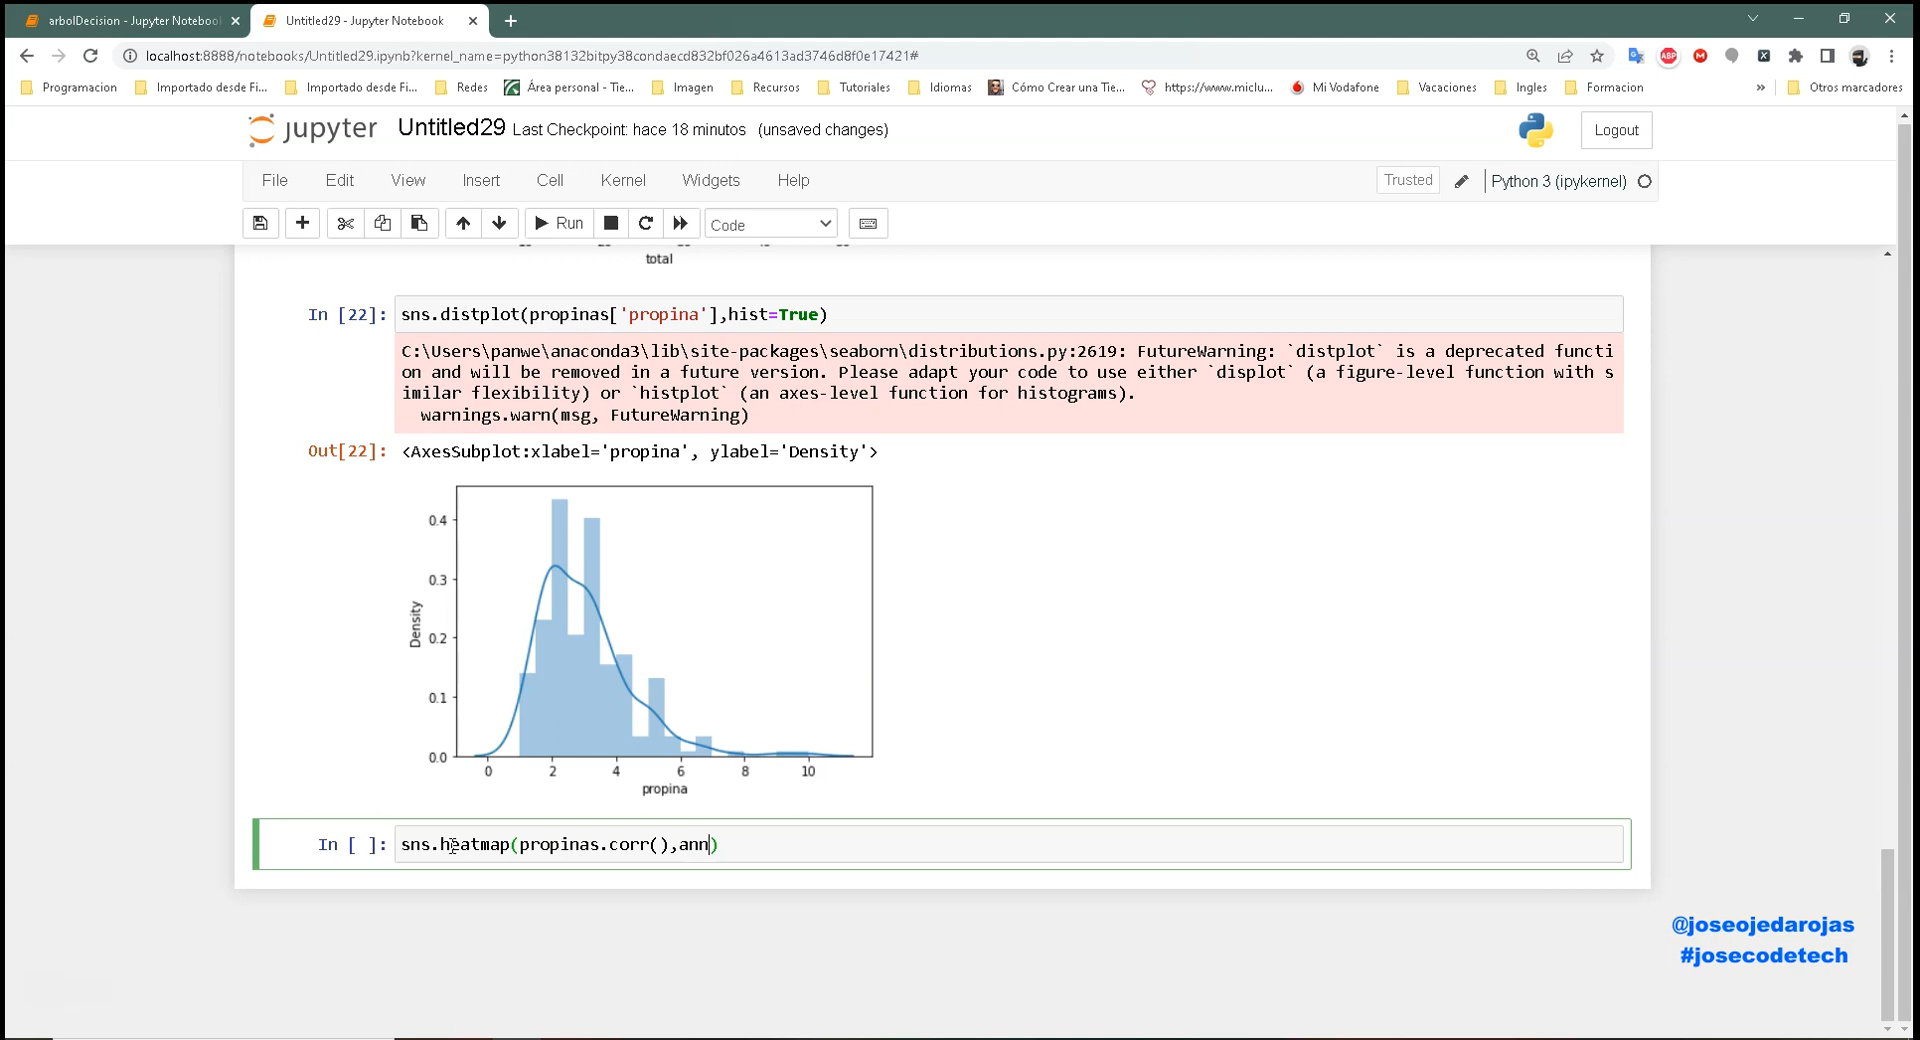 arbolDecision - Jupyter Notebook
Untitled29 - Jupyter Notebook
localhost:8888/notebooks/Untitled29.ipynb?kernel_name=python38132bitpy38condaecd832bf026a4613ad3746d8f0e17421#
Programacion
Importado desde Fi...
Importado desde Fi...
Redes
Área personal - Tie...
Imagen
Recursos
Tutoriales
Idiomas
Cómo Crear una Tie...
https://www.miclu...
Mi Vodafone
Vacaciones
Ingles
Formacion
»
Otros marcadores
jupyter Untitled29 Last Checkpoint: hace 18 minutos (unsaved changes)
Logout
File Edit View Insert Cell Kernel Widgets Help
Trusted
Python 3 (ipykernel)
Run
Code
total
In [22]: sns.distplot(propinas['propina'],hist=True)
C:\Users\panwe\anaconda3\lib\site-packages\seaborn\distributions.py:2619: FutureWarning: `distplot` is a deprecated functi
on and will be removed in a future version. Please adapt your code to use either `displot` (a figure-level function with s
imilar flexibility) or `histplot` (an axes-level function for histograms).
warnings.warn(msg, FutureWarning)
Out[22]: <AxesSubplot:xlabel='propina', ylabel='Density'>
0.4
0.3
0.2
0.1
0.0
Density
0 2 4 6 8 10
propina
In [ ]: sns.heatmap(propinas.corr(),ann)
@joseojedarojas
#josecodetech